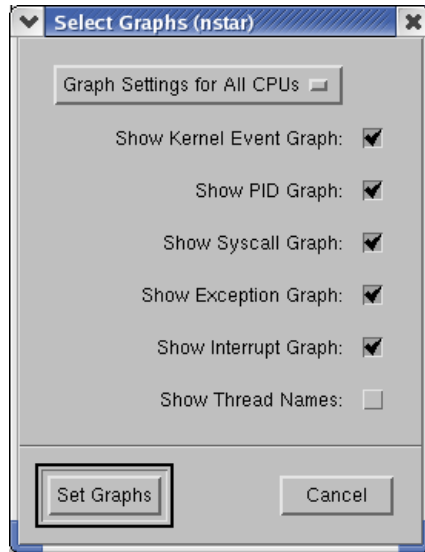 Select Graphs (nstar)
Graph Settings for All CPUs
Show Kernel Event Graph:
Show PID Graph:
Show Syscall Graph:
Show Exception Graph:
Show Interrupt Graph:
Show Thread Names:
Set Graphs Cancel